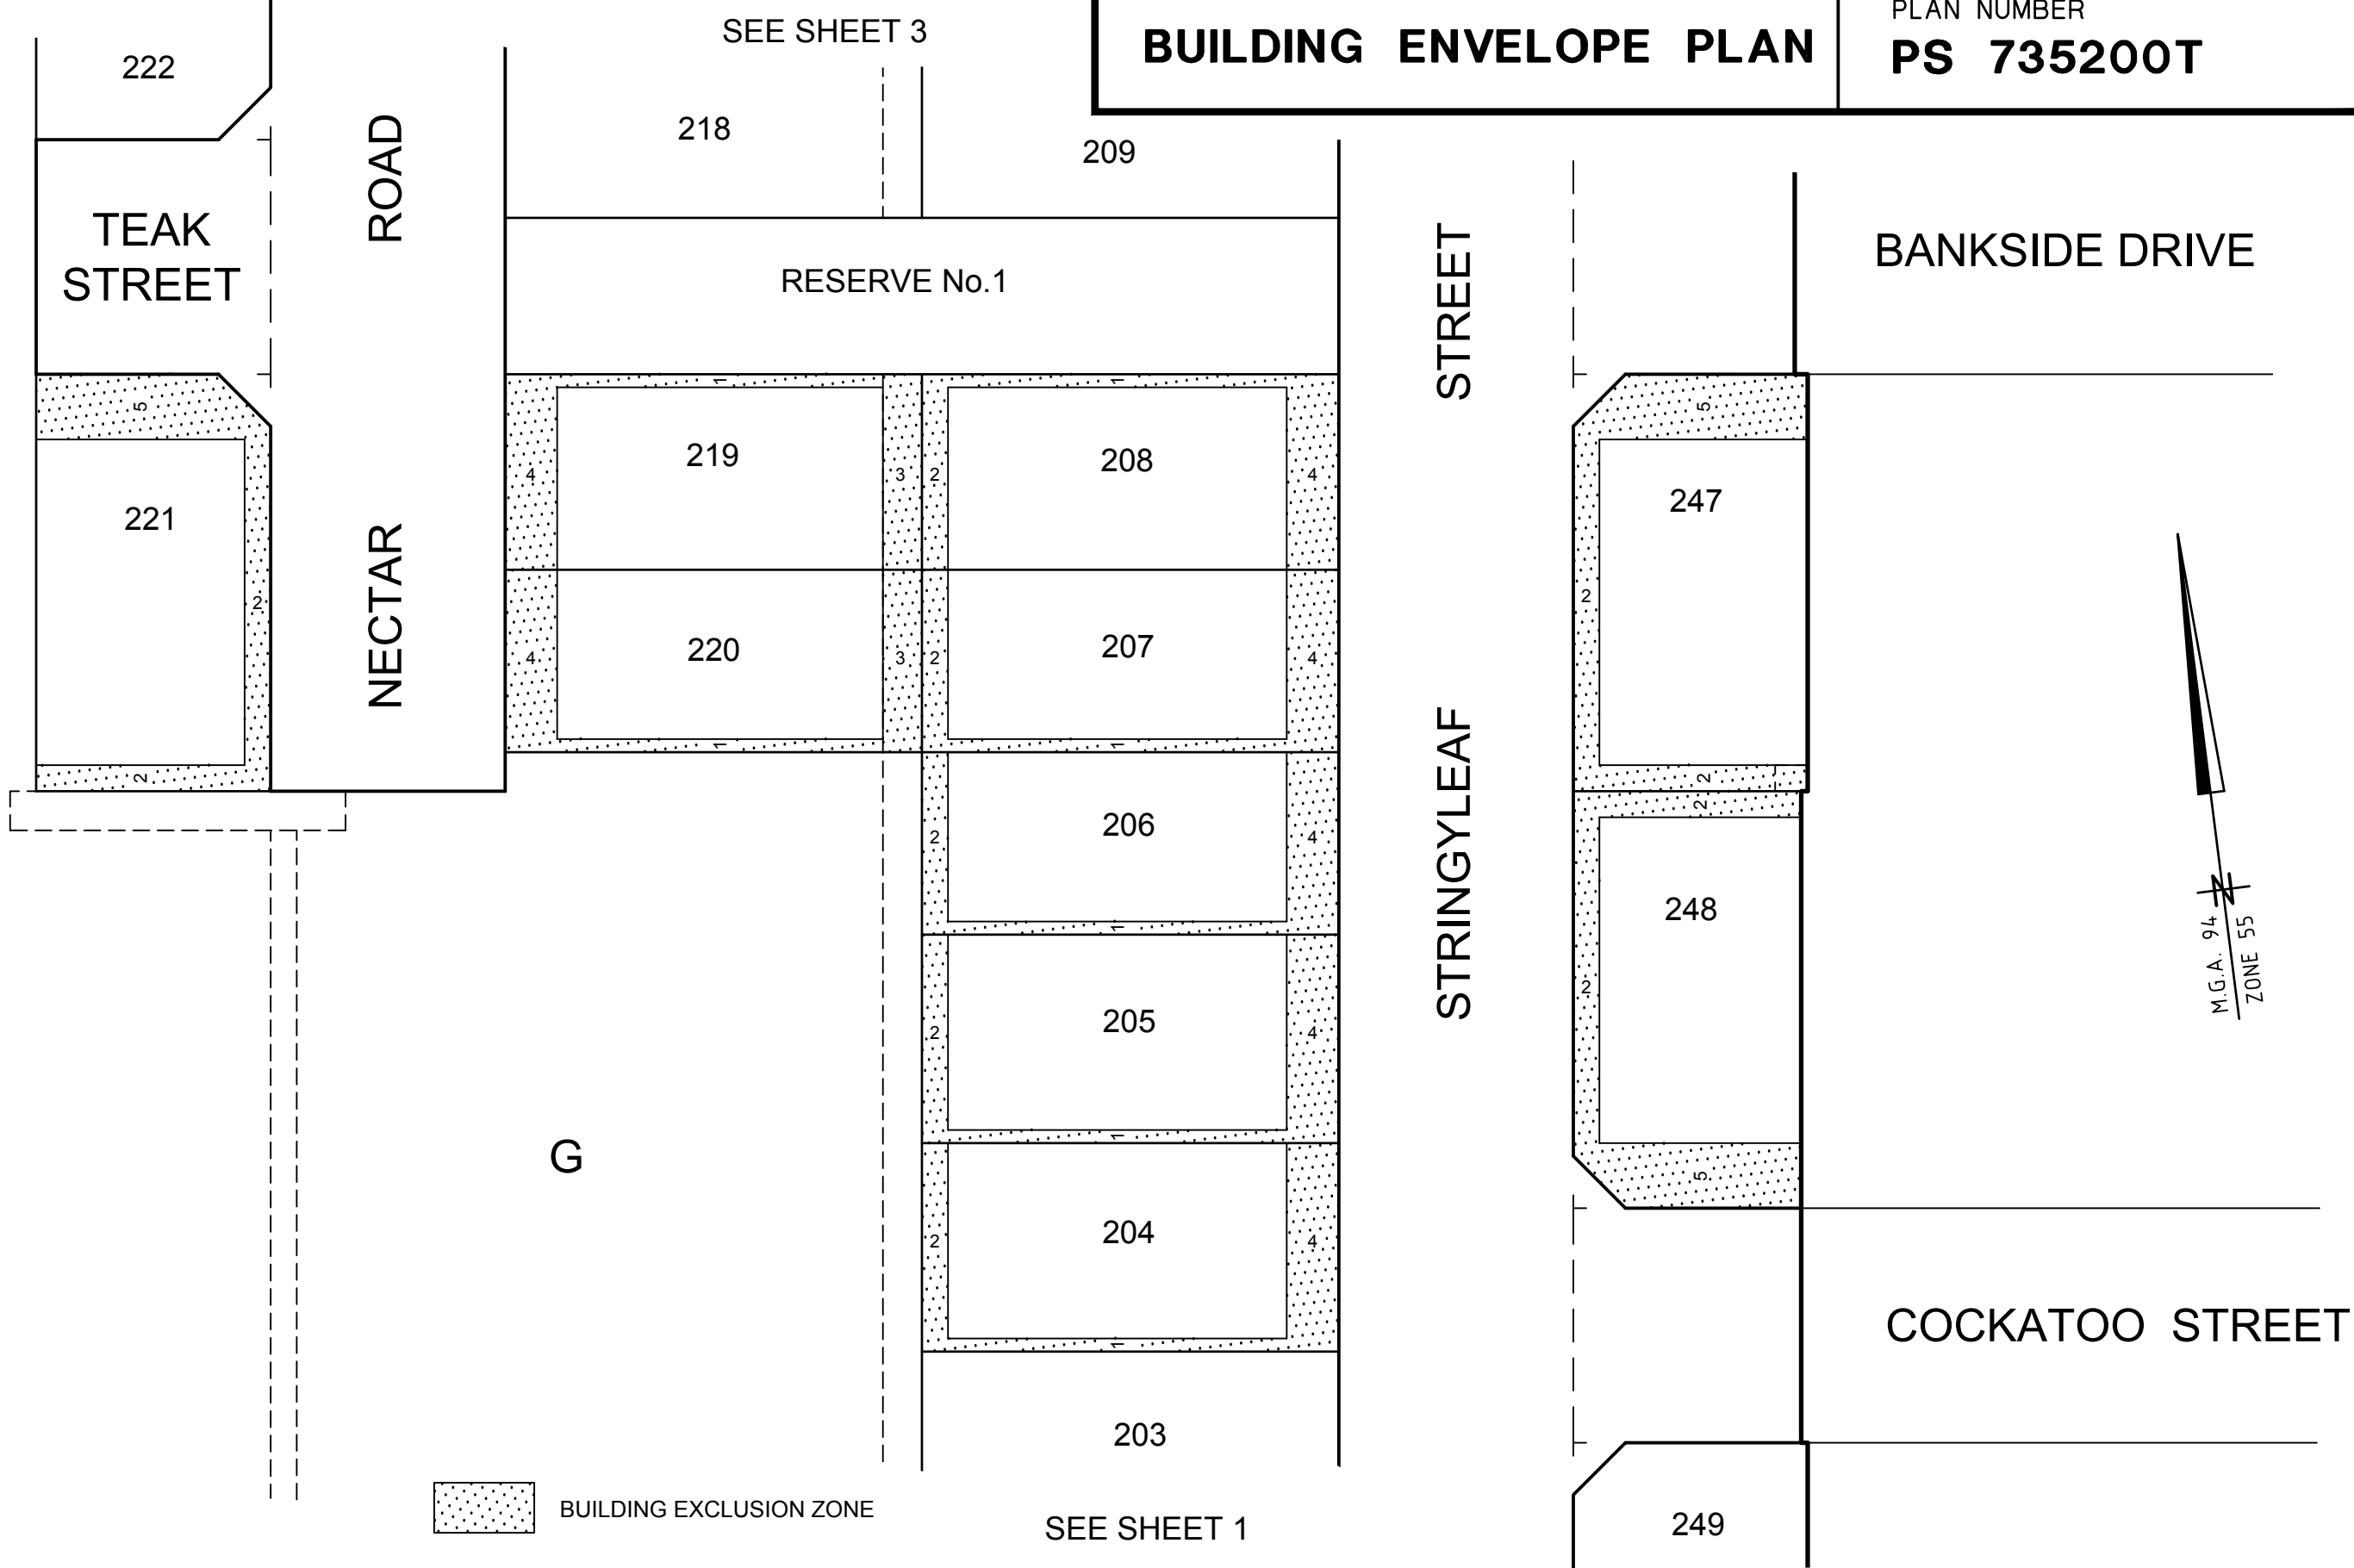 SEE SHEET 3
BUILDING ENVELOPE PLAN
PLAN NUMBER
PS 735200T
222
218
209
TEAK
STREET
NECTAR ROAD
RESERVE No.1
STRINGYLEAF STREET
BANKSIDE DRIVE
5
1
1
5
219
208
247
4
3
2
4
221
2
2
220
207
4
3
2
4
1
1
2
2
2
206
2
4
248
1
M.G.A. 94
N
ZONE 55
205
2
4
2
1
G
5
204
2
4
1
COCKATOO STREET
203
BUILDING EXCLUSION ZONE
SEE SHEET 1
249